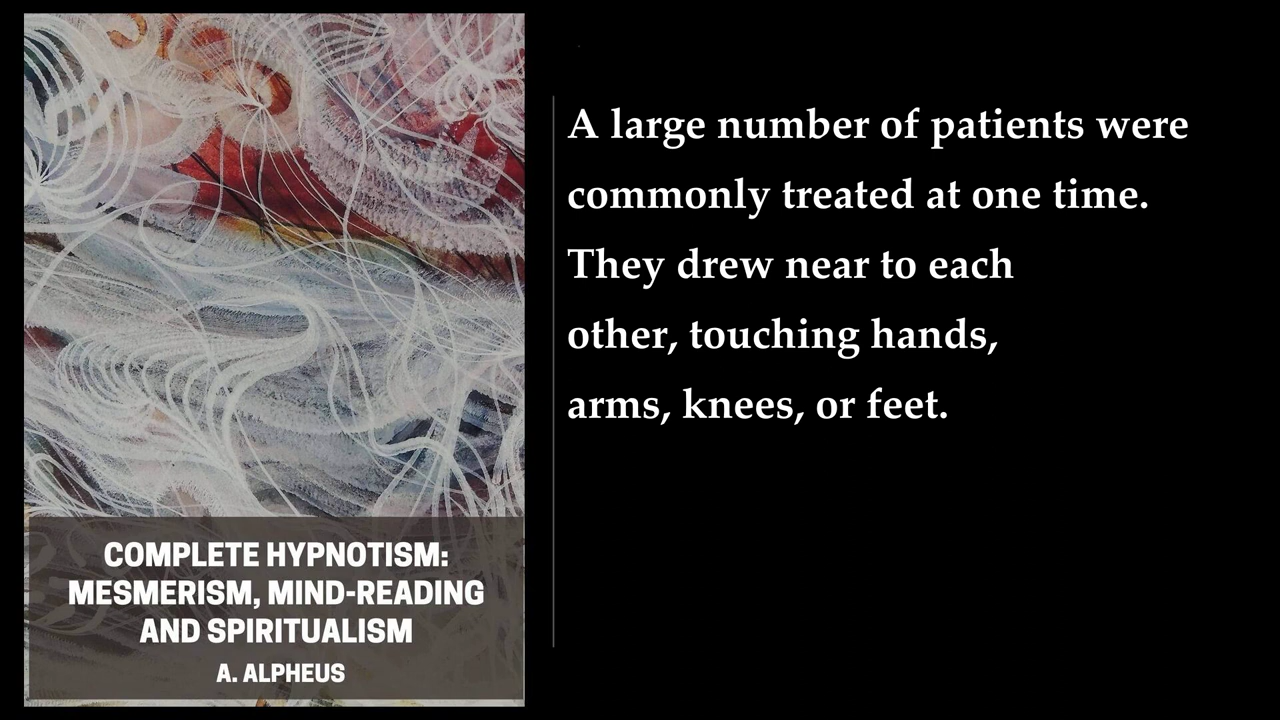 A large number of patients were
commonly treated at one time.
They drew near to each
other, touching hands,
arms, knees, or feet.
COMPLETE HYPNOTISM:
MESMERISM, MIND-READING
AND SPIRITUALISM
A. ALPHEUS